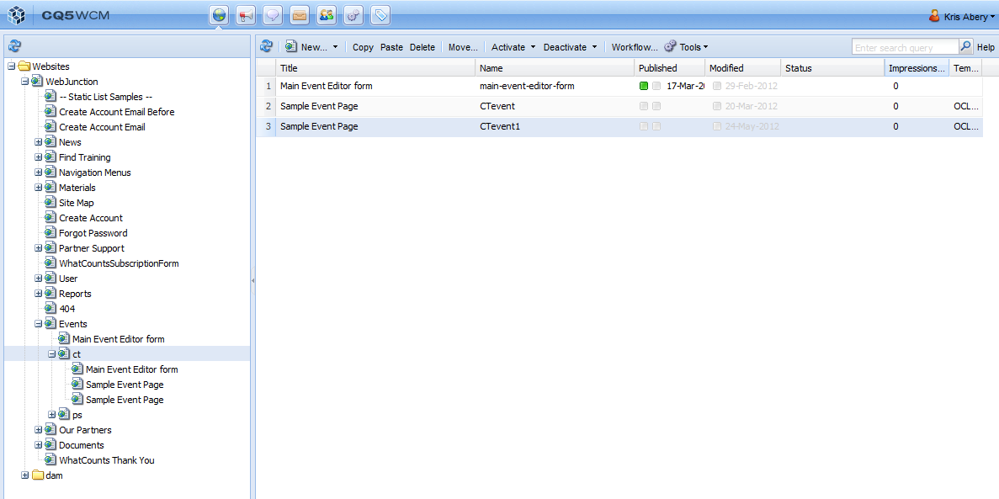 CQ5 WCM
Kris Abery
New... Copy Paste Delete Move... Activate Deactivate Workflow... Tools Enter search query Help
Websites
WebJunction
-- Static List Samples --
Create Account Email Before
Create Account Email
News
Find Training
Navigation Menus
Materials
Site Map
Create Account
Forgot Password
Partner Support
WhatCountsSubscriptionForm
User
Reports
404
Events
Main Event Editor form
ct
Main Event Editor form
Sample Event Page
Sample Event Page
ps
Our Partners
Documents
WhatCounts Thank You
dam
Title Name Published Modified Status Impressions... Tem...
1 Main Event Editor form main-event-editor-form 17-Mar-20 29-Feb-2012 0
2 Sample Event Page CTevent 20-Mar-2012 0 OCL...
3 Sample Event Page CTevent1 24-May-2012 0 OCL...